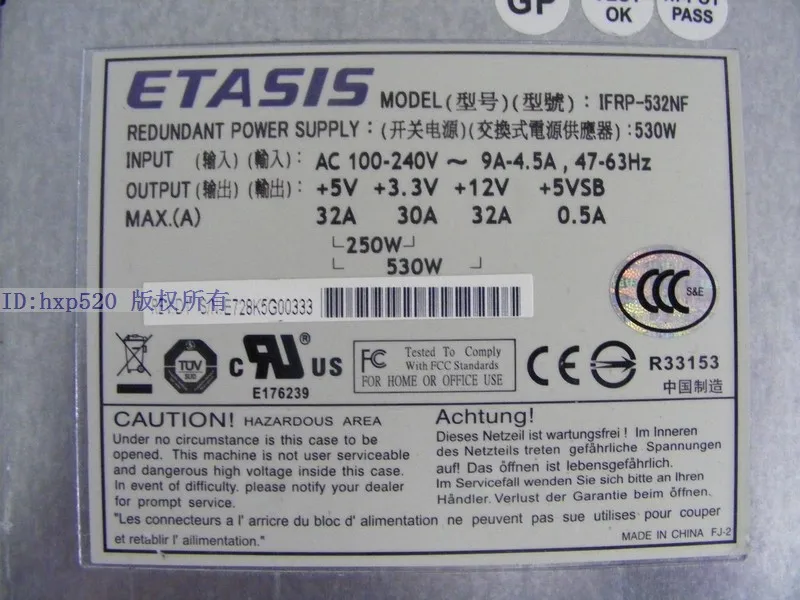 GP
OK
PASS
ETASIS MODEL(型号)(型號): IFRP-532NF
REDUNDANT POWER SUPPLY:(开关电源)(交換式電源供應器):530W
INPUT (输入)(輸入): AC 100-240V ~ 9A-4.5A, 47-63Hz
OUTPUT(输出)(輸出): +5V +3.3V +12V +5VSB
MAX.(A) 32A 30A 32A 0.5A
250W
530W
ID:hxp520 版权所有
E728K5G00333
CCC S&E
TÜV
c UR ® US
E176239
FC Tested To Comply
With FCC Standards
FOR HOME OR OFFICE USE
CE
R33153
中国制造
CAUTION! HAZARDOUS AREA
Under no circumstance is this case to be
opened. This machine is not user serviceable
and dangerous high voltage inside this case.
In event of difficulty. please notify your dealer
for prompt service.
Achtung!
Dieses Netzeil ist wartungsfrei! Im Inneren
des Netzteils treten gefährliche Spannungen
auf! Das öffnen ist lebensgefährlich.
Im Servicefall wenden Sie sich bitte an Ihren
Händler. Verlust der Garantie beim öffnen.
"Les connecteurs a l' arricre du bloc d' alimentation ne peuvent pas sue utilises pour couper
et retablir l' ailimentation."
MADE IN CHINA FJ-2